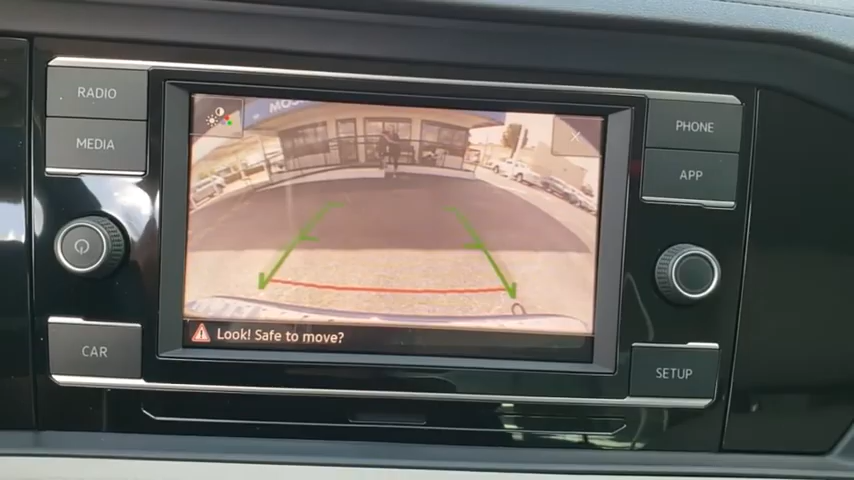 RADIO
MEDIA
CAR
PHONE
APP
SETUP
Look! Safe to move?